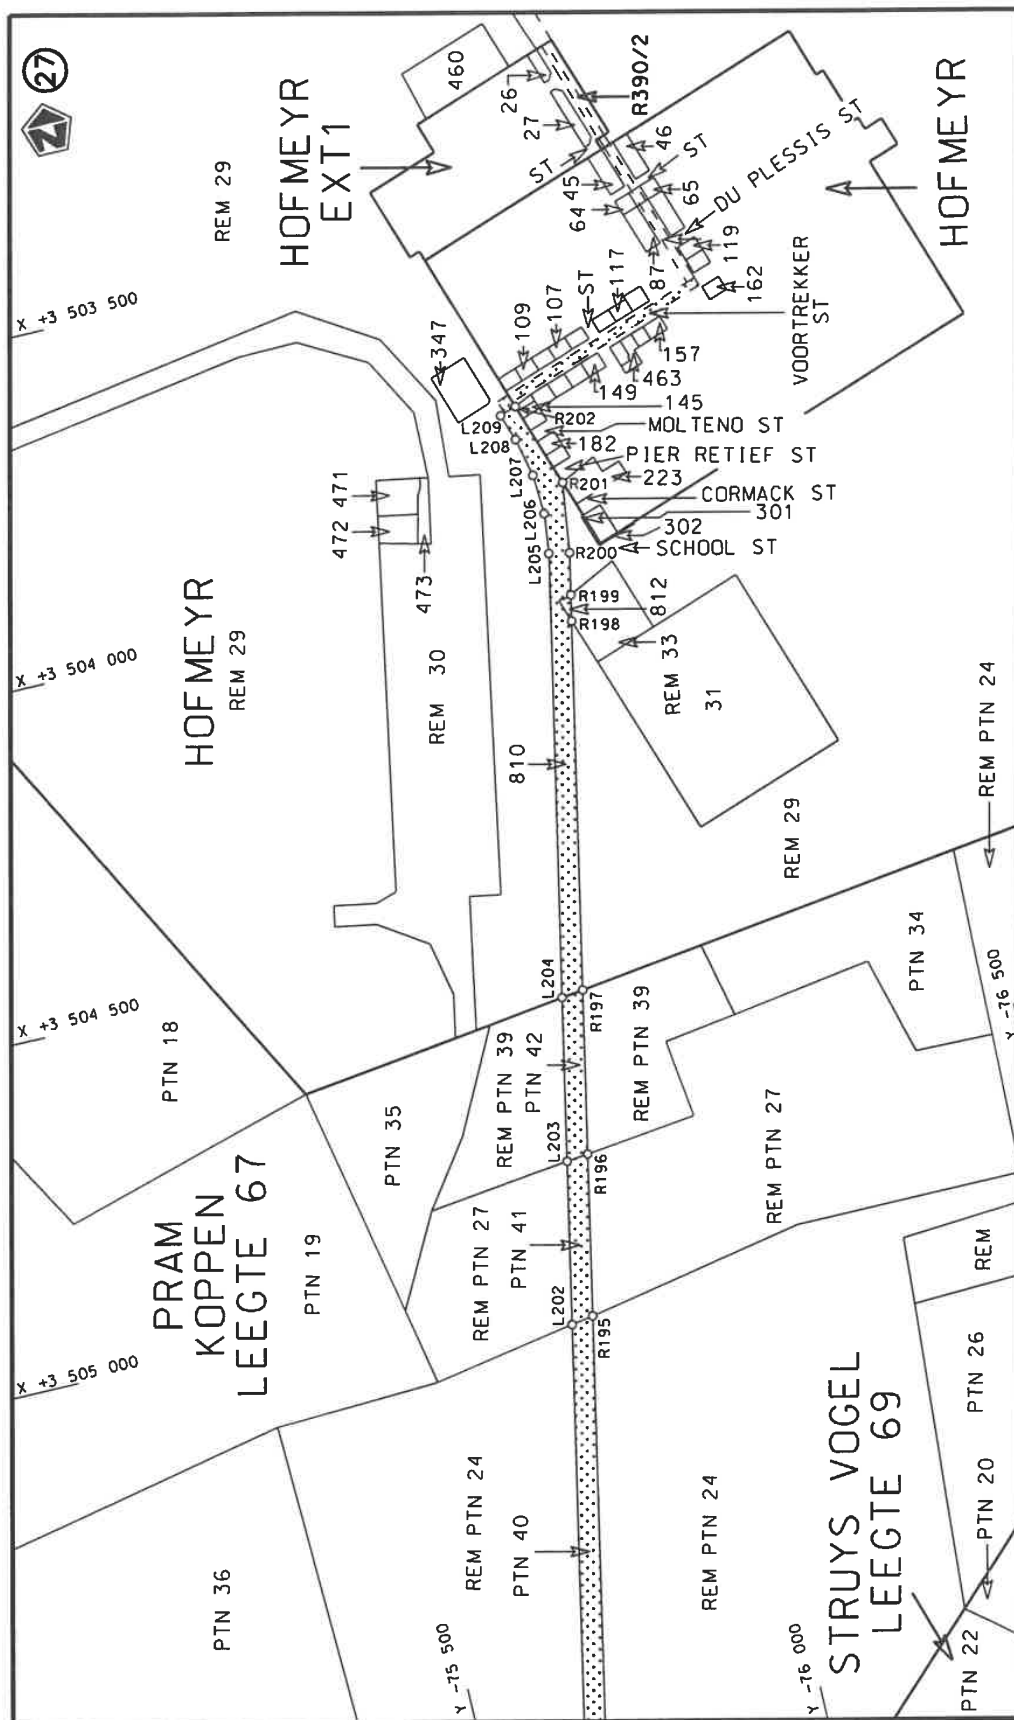 27
N
REM 29
460
26
27
ST
R390/2
HOFMEYR
EXT1
X +3 503 500
45
46
ST
64
65
DU PLESSIS ST
HOFMEYR
87
119
162
VOORTREKKER
ST
117
ST
107
109
347
157
463
149
145
R202
MOLTENO ST
182
PIER RETIEF ST
R201
223
CORMACK ST
301
302
SCHOOL ST
R200
L209
L208
L207
L206
L205
R199
812
R198
REM 33
31
471
472
473
HOFMEYR
REM 29
X +3 504 000
REM 30
810
REM 29
REM PTN 24
L204
R197
X +3 504 500
PTN 18
PTN 35
REM PTN 39
PTN 42
REM PTN 39
PTN 34
Y -76 500
REM PTN 27
L203
R196
PRAM
KOPPEN
LEEGTE 67
PTN 19
REM PTN 27
PTN 41
L202
R195
REM
X +3 505 000
PTN 36
REM PTN 24
PTN 40
REM PTN 24
STRUYS VOGEL
LEEGTE 69
PTN 26
PTN 20
PTN 22
Y -75 500
Y -76 000